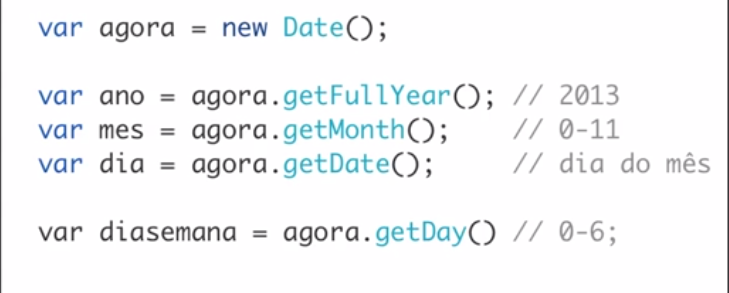 var agora = new Date();
var ano = agora.getFullYear(); // 2013
var mes = agora.getMonth();    // 0-11
var dia = agora.getDate();     // dia do mês
var diasemana = agora.getDay() // 0-6;